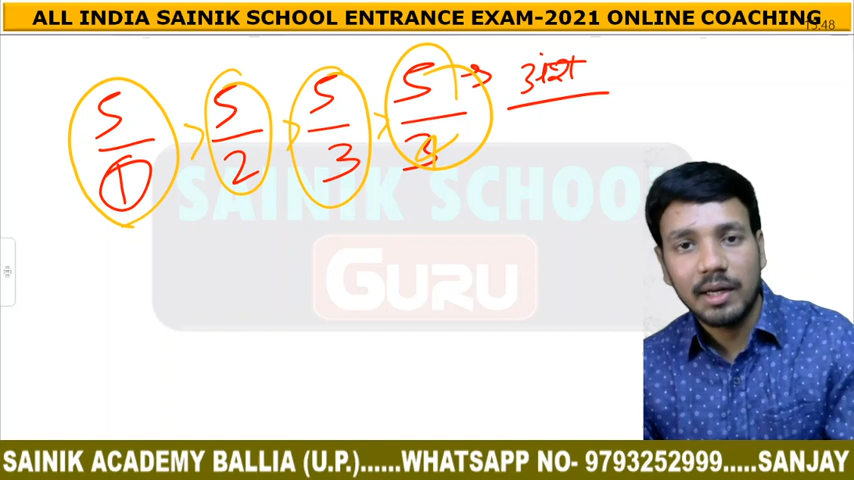 ALL INDIA SAINIK SCHOOL ENTRANCE EXAM-2021 ONLINE COACHING
5/1 > 5/2 > 5/3 > 5/4
SAINIK SCHOOL
GURU
SAINIK ACADEMY BALLIA (U.P.)......WHATSAPP NO- 9793252999.....SANJAY